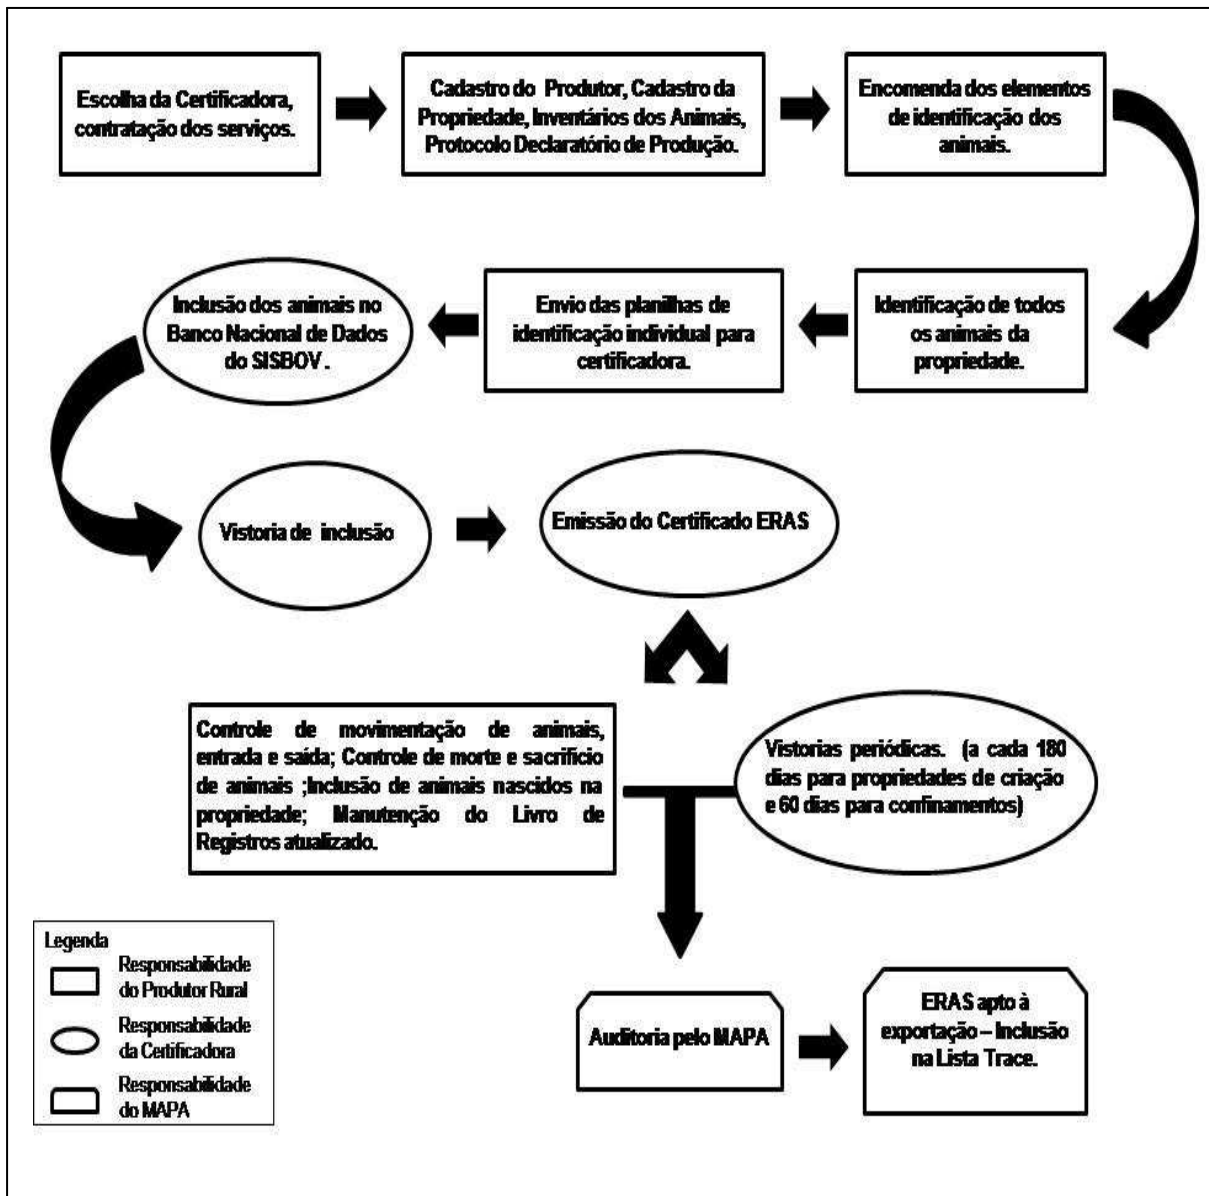 Escolha da Certificadora,
contratação dos serviços.
Cadastro do Produtor, Cadastro da
Propriedade, Inventários dos Animais,
Protocolo Declaratório de Produção.
Encomenda dos elementos
de identificação dos
animais.
Inclusão dos animais no
Banco Nacional de Dados
do SISBOV.
Envio das planilhas de
identificação individual para
certificadora.
Identificação de todos
os animais da
propriedade.
Vistoria de inclusão
Emissão do Certificado ERAS
Controle de movimentação de animais,
entrada e saída; Controle de morte e sacrifício
de animais ;Inclusão de animais nascidos na
propriedade; Manutenção do Livro de
Registros atualizado.
Vistorias periódicas. (a cada 180
dias para propriedades de criação
e 60 dias para confinamentos)
Legenda
Responsabilidade
do Produtor Rural
Responsabilidade
da Certificadora
Responsabilidade
do MAPA
Auditoria pelo MAPA
ERAS apto à
exportação – Inclusão
na Lista Trace.